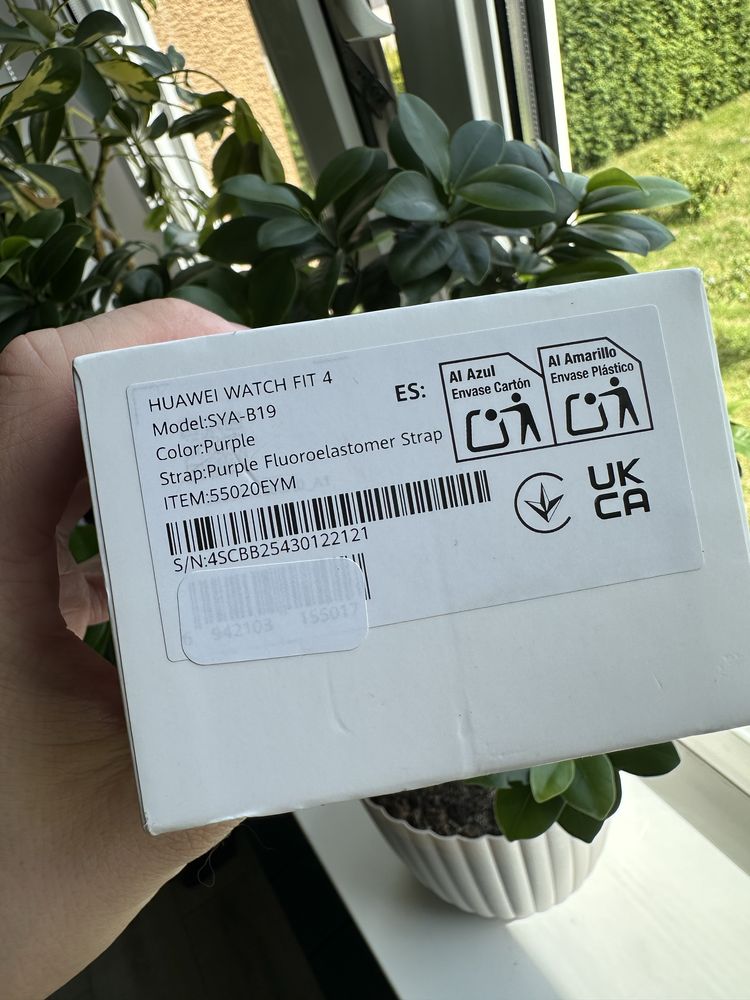 HUAWEI WATCH FIT 4
Model:SYA-B19
Color:Purple
Strap:Purple Fluoroelastomer Strap
ITEM:55020EYM
S/N:4SCBB25430122121
6 942103 155017
ES:
Al Azul
Envase Cartón
Al Amarillo
Envase Plástico
UK
CA